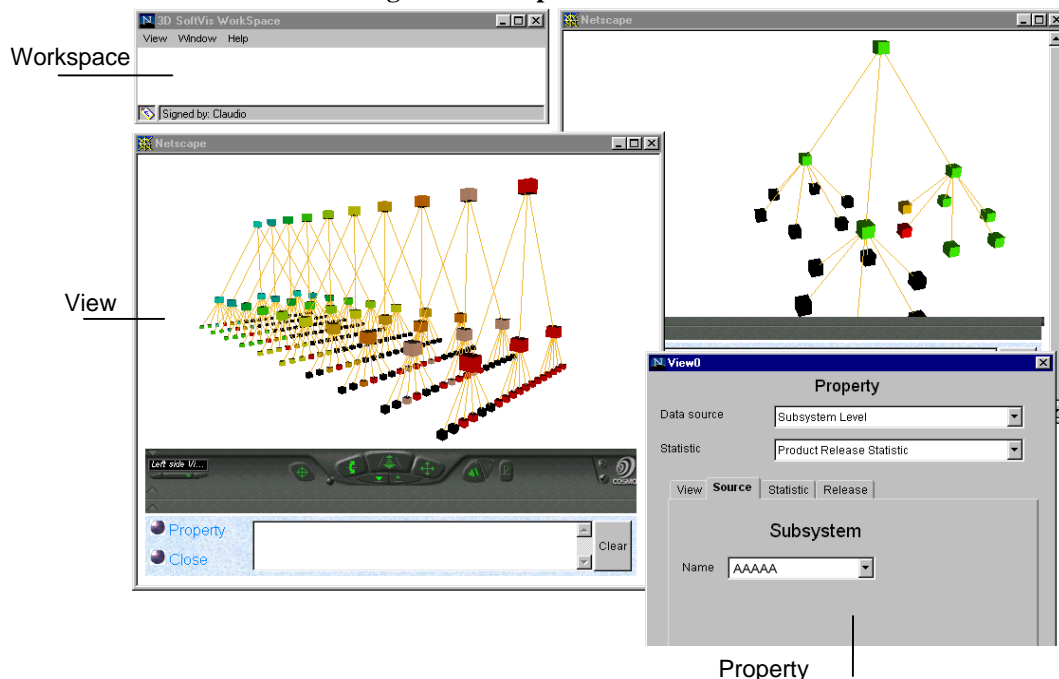 3D SoftVis WorkSpace
View Window Help
Workspace
Signed by: Claudio
Netscape
Netscape
View
Left side Vi...
COSMO
Property
Close
Clear
View0
Property
Data source
Subsystem Level
Statistic
Product Release Statistic
View Source Statistic Release
Subsystem
Name
AAAAA
Property